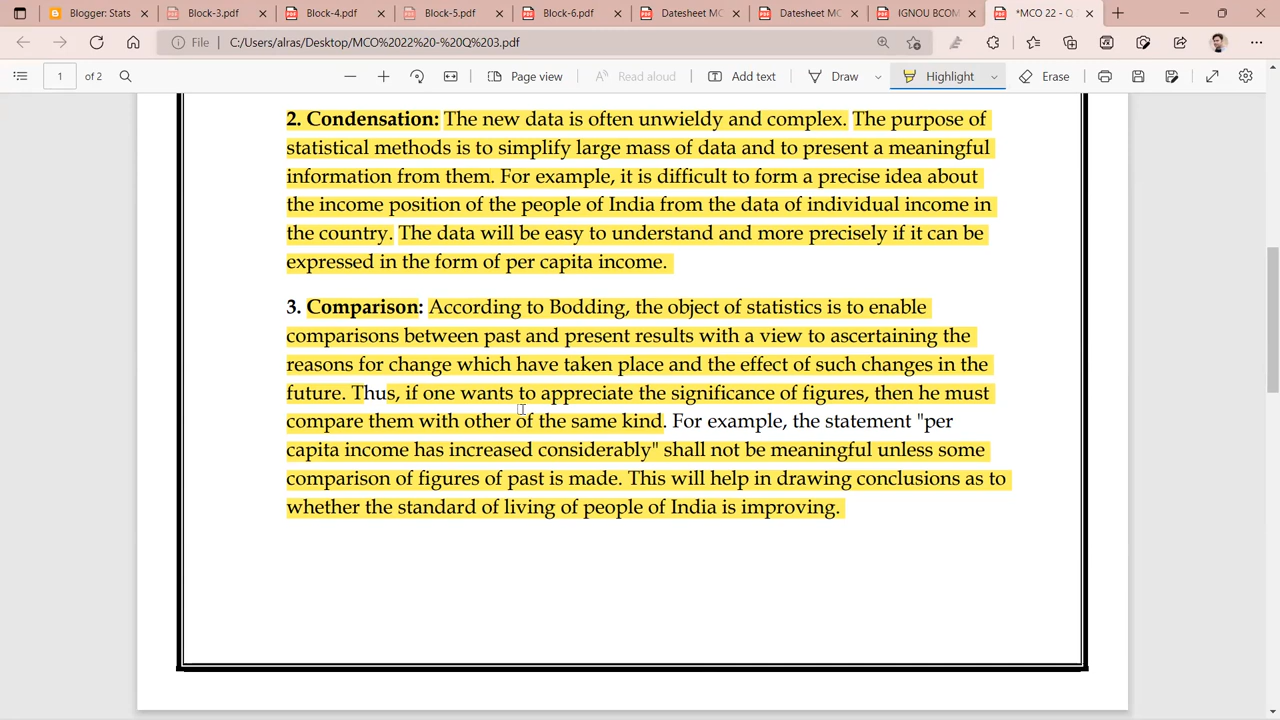 Blogger: Stats
Block-3.pdf
Block-4.pdf
Block-5.pdf
Block-6.pdf
Datesheet MC
Datesheet MC
IGNOU BCOM
*MCO 22 - Q
File C:/Users/alras/Desktop/MCO%2022%20-%20Q%203.pdf
1 of 2 Page view Read aloud Add text Draw Highlight Erase
2. Condensation: The new data is often unwieldy and complex. The purpose of
statistical methods is to simplify large mass of data and to present a meaningful
information from them. For example, it is difficult to form a precise idea about
the income position of the people of India from the data of individual income in
the country. The data will be easy to understand and more precisely if it can be
expressed in the form of per capita income.
3. Comparison: According to Bodding, the object of statistics is to enable
comparisons between past and present results with a view to ascertaining the
reasons for change which have taken place and the effect of such changes in the
future. Thus, if one wants to appreciate the significance of figures, then he must
compare them with other of the same kind. For example, the statement "per
capita income has increased considerably" shall not be meaningful unless some
comparison of figures of past is made. This will help in drawing conclusions as to
whether the standard of living of people of India is improving.